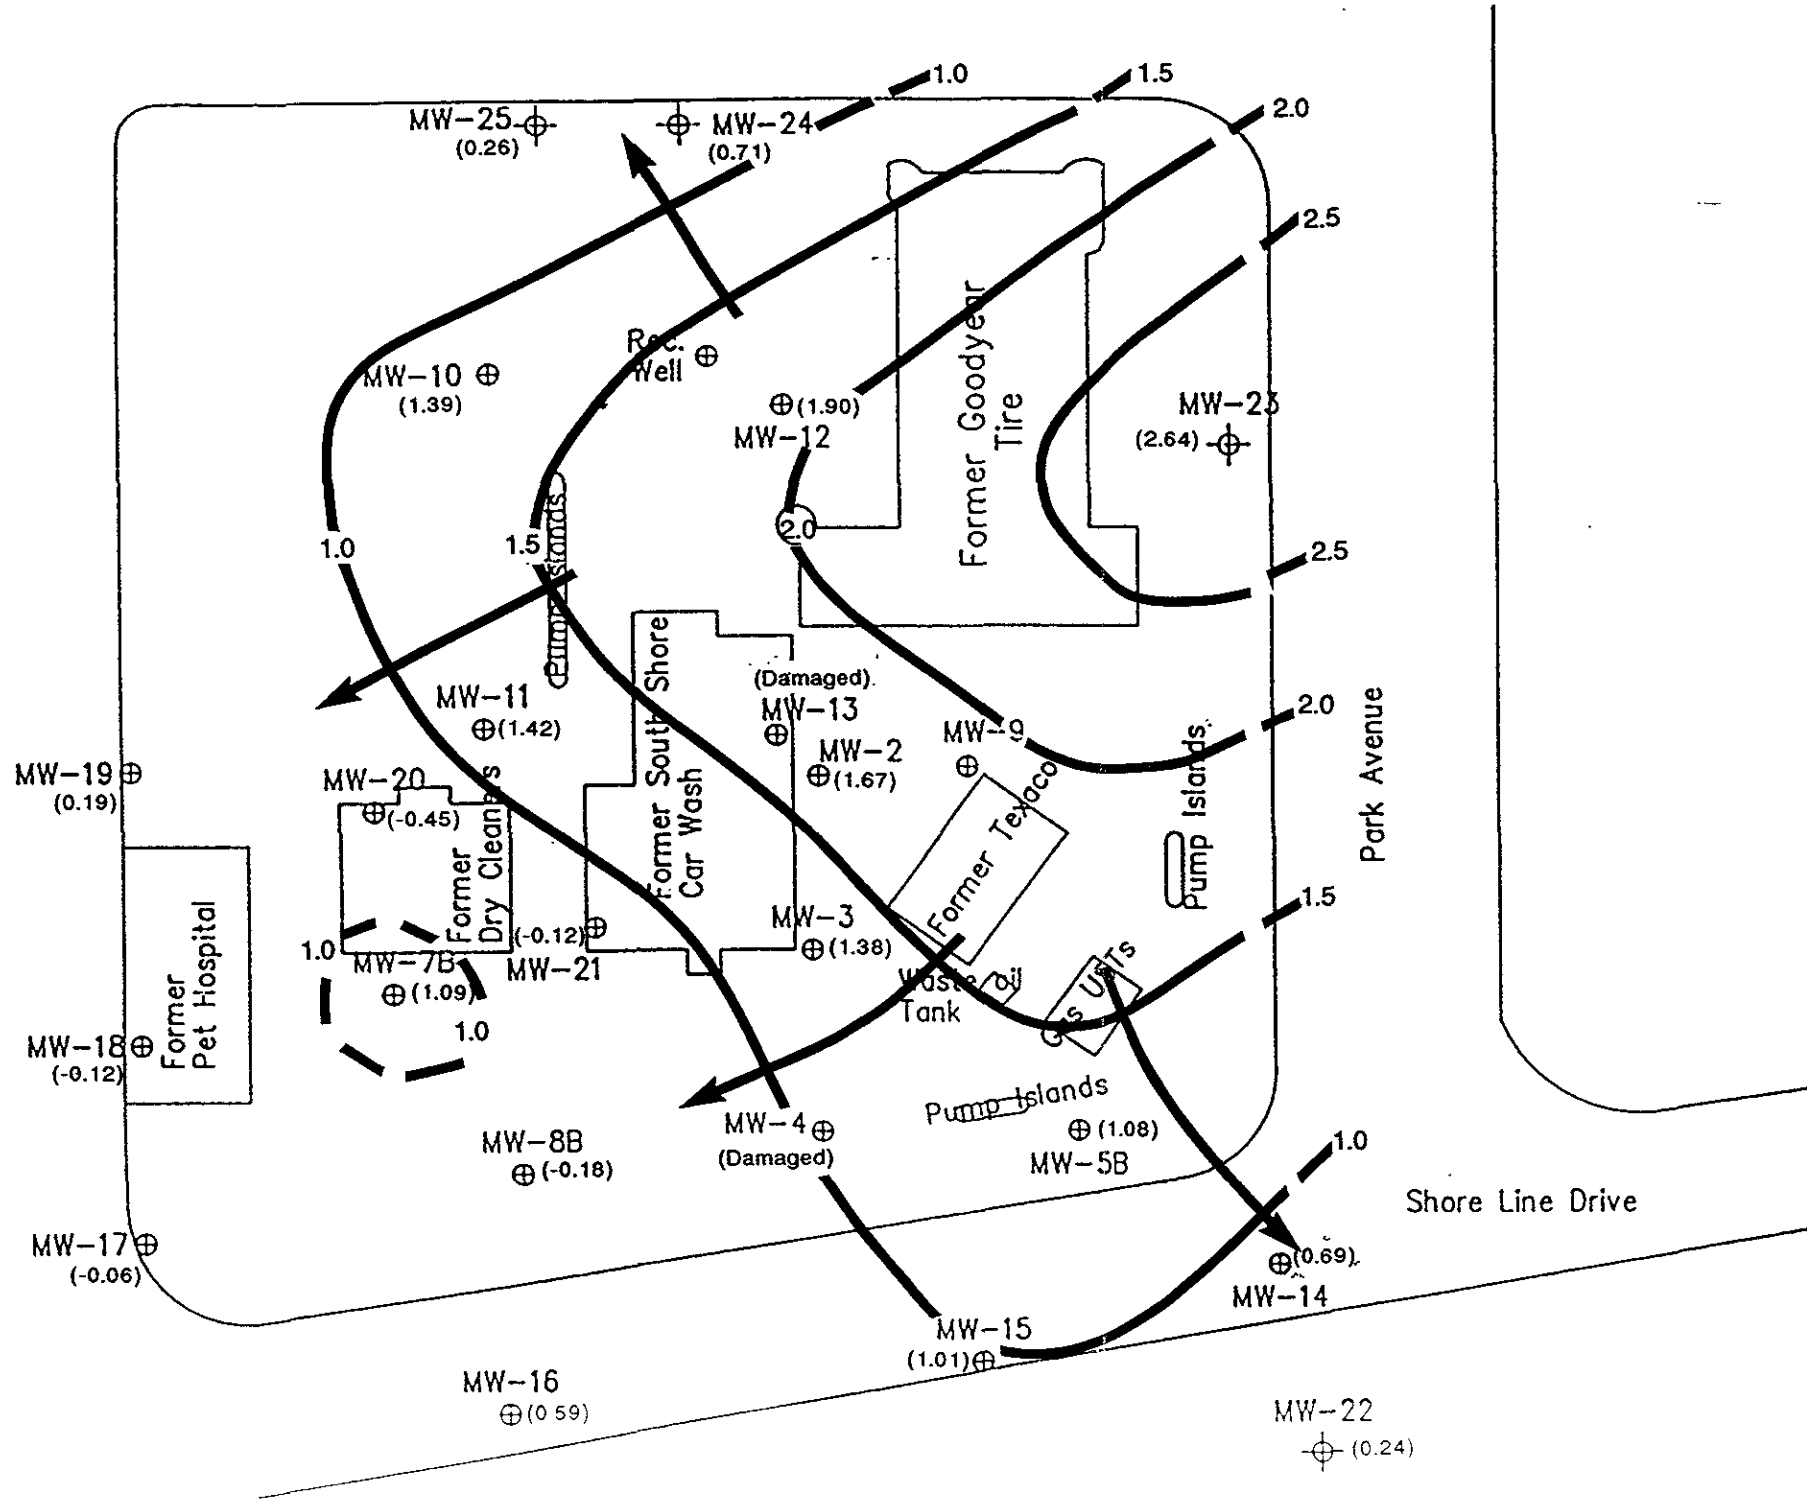 1.0
1.5
2.0
MW-25
(0.26)
MW-24
(0.71)
2.5
Rec.
Well
MW-10
(1.39)
(1.90)
MW-12
Former Goodyear
Tire
MW-23
(2.64)
2.0
1.0
1.5
Pump Islands
2.5
MW-11
(1.42)
Former South Shore
Car Wash
(Damaged)
MW-13
MW-2
(1.67)
MW-9
2.0
Park Avenue
MW-19
(0.19)
MW-20
(-0.45)
Former
Dry Cleaners
Former Texaco
Pump Islands
1.5
Former
Pet Hospital
1.0
MW-7B
(1.09)
1.0
(-0.12)
MW-21
MW-3
(1.38)
Waste Oil
Tank
Gas USTs
MW-18
(-0.12)
Pump Islands
MW-4
(Damaged)
(1.08)
MW-5B
1.0
MW-8B
(-0.18)
Shore Line Drive
MW-17
(-0.06)
(0.69)
MW-14
MW-15
(1.01)
MW-16
(0 59)
MW-22
(0.24)